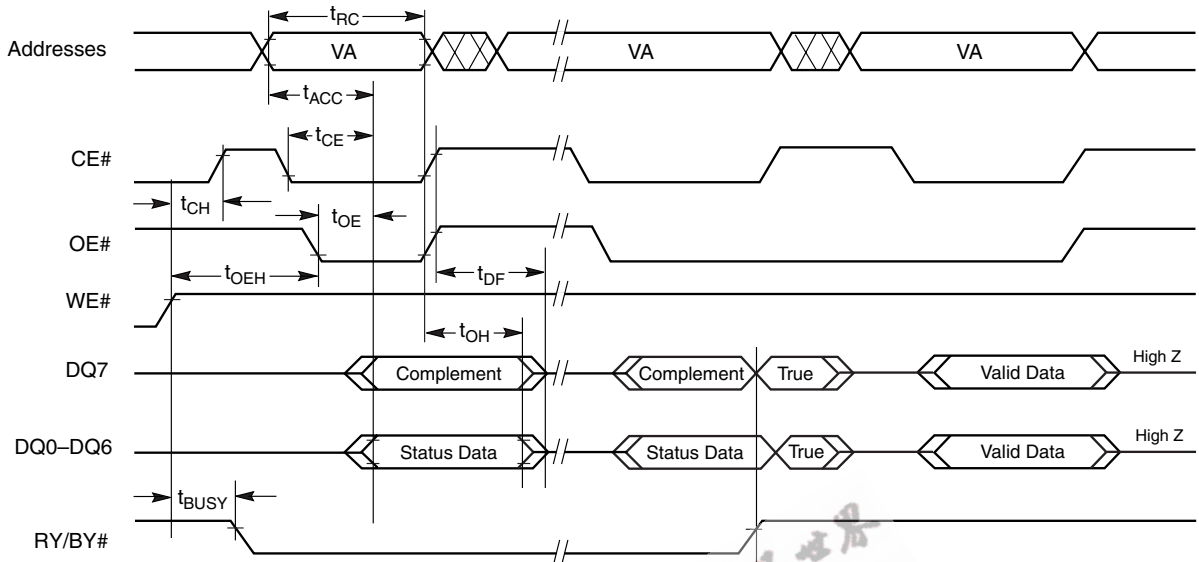 tRC
Addresses VA VA VA
tACC
tCE
CE#
tCH tOE
OE#
tOEH tDF
WE#
tOH
DQ7 Complement Complement True Valid Data High Z
DQ0–DQ6 Status Data Status Data True Valid Data High Z
tBUSY
RY/BY#